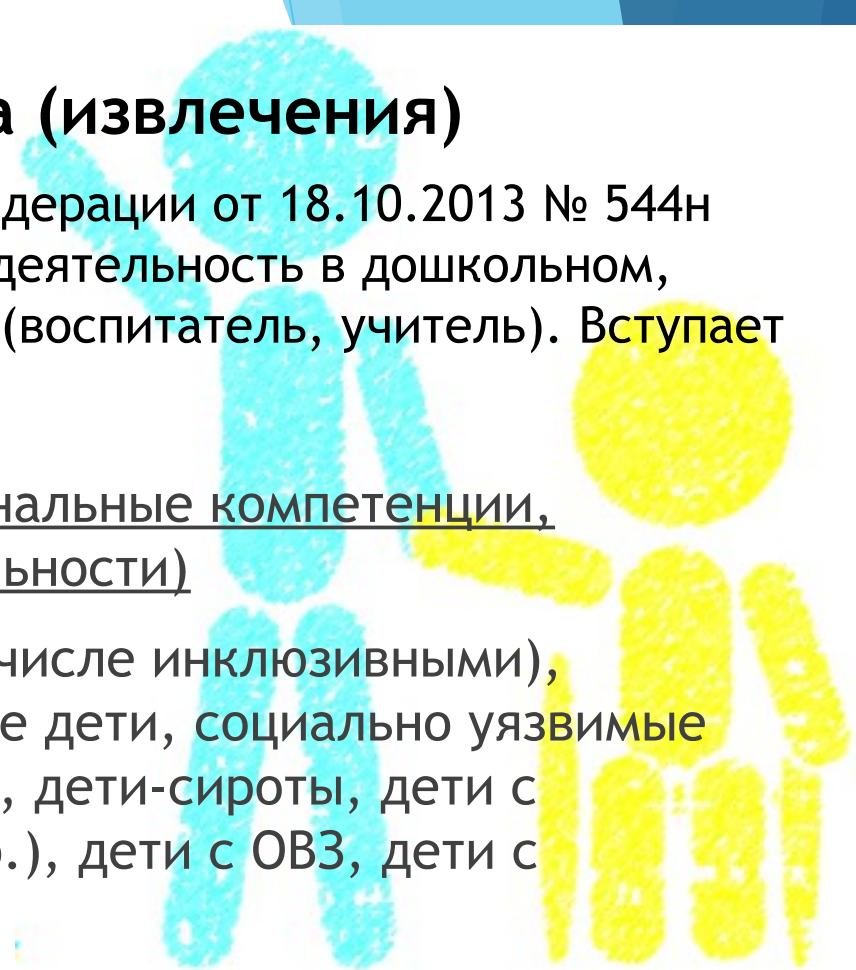 а (извлечения)
дерации от 18.10.2013 № 544н
деятельность в дошкольном,
(воспитатель, учитель). Вступает
нальные компетенции,
льности)
числе инклюзивными),
е дети, социально уязвимые
, дети-сироты, дети с
р.), дети с ОВЗ, дети с